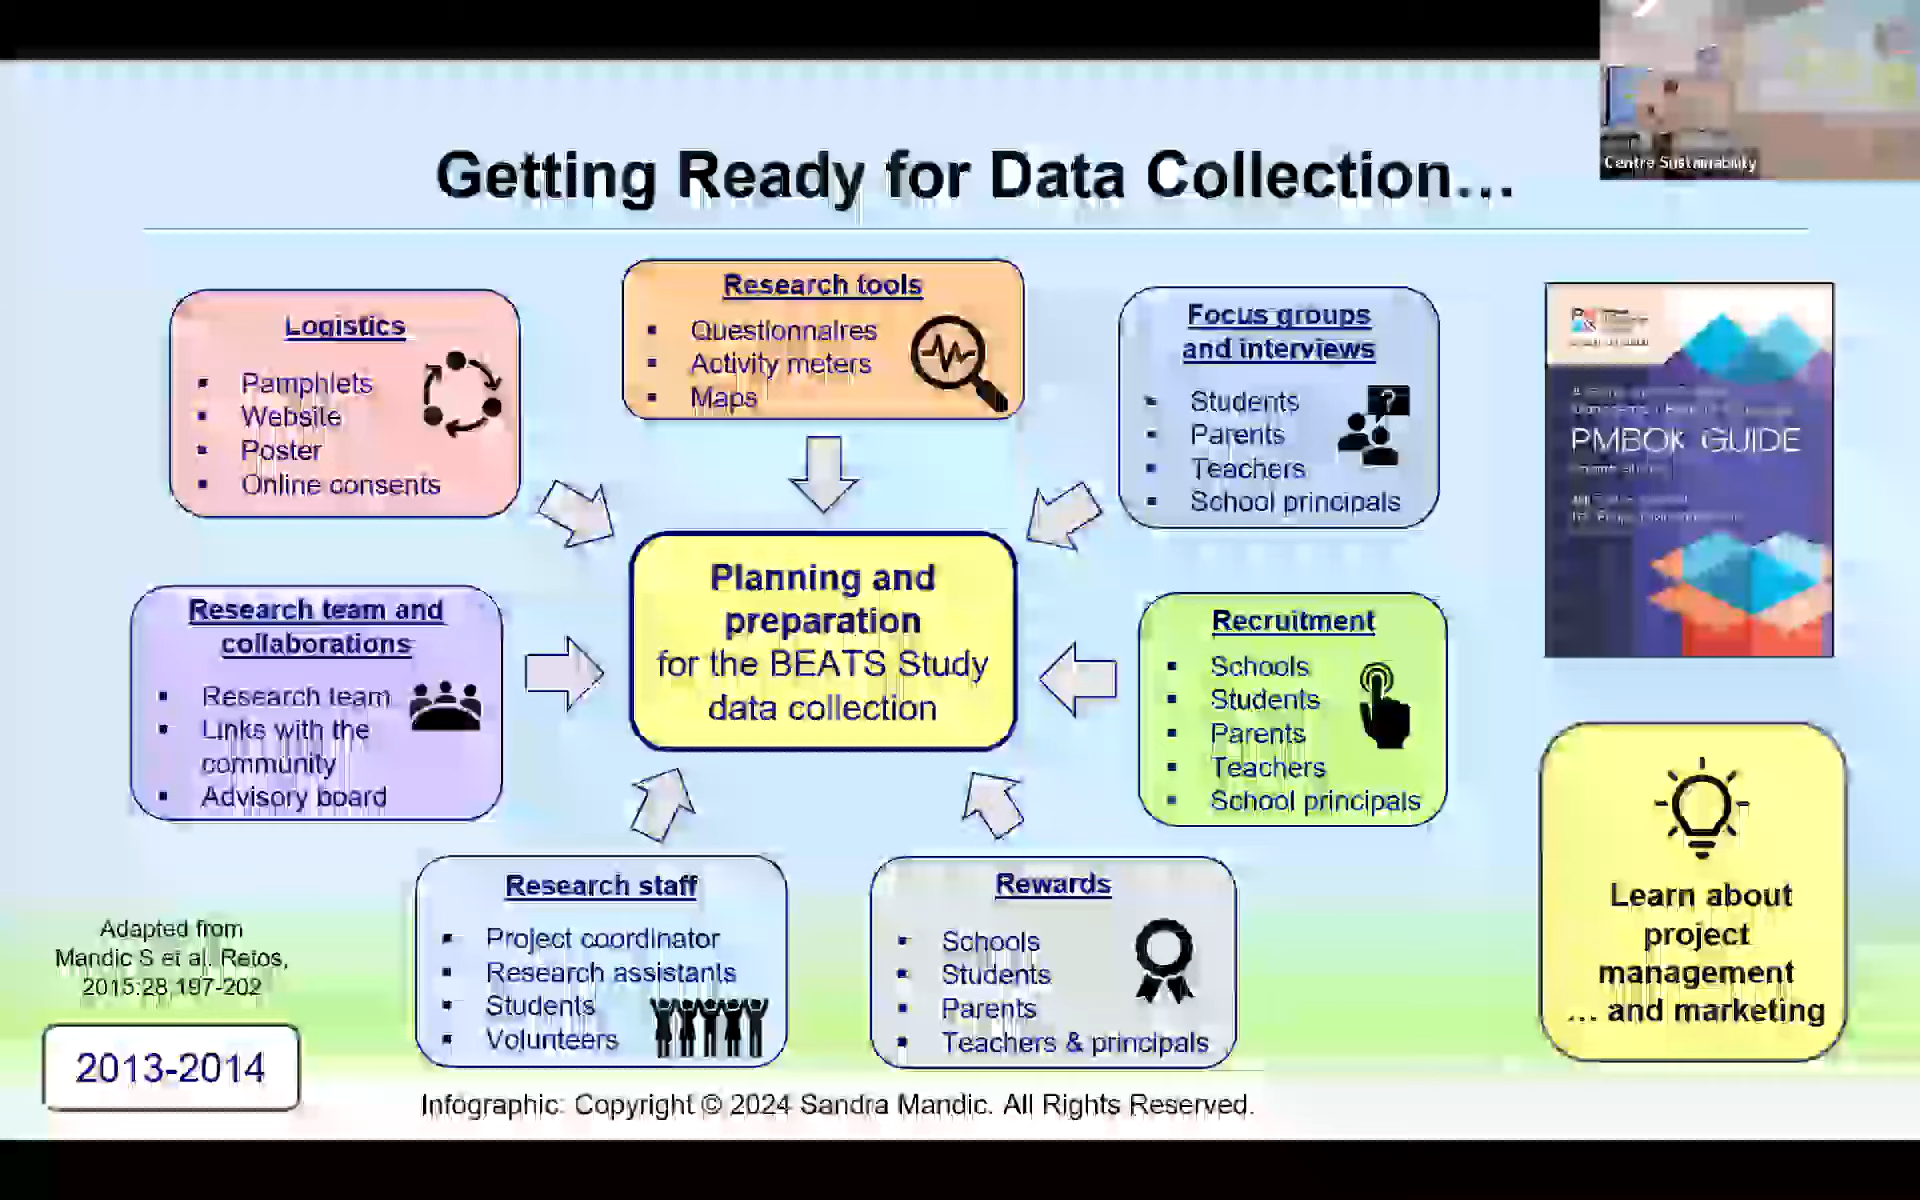 Centre Sustainability
Getting Ready for Data Collection...
Logistics
▪ Pamphlets
▪ Website
▪ Poster
▪ Online consents
Research tools
▪ Questionnaires
▪ Activity meters
▪ Maps
Focus groups
and interviews
▪ Students
▪ Parents
▪ Teachers
▪ School principals
PMBOK GUIDE
Research team and
collaborations
▪ Research team
▪ Links with the
community
▪ Advisory board
Planning and
preparation
for the BEATS Study
data collection
Recruitment
▪ Schools
▪ Students
▪ Parents
▪ Teachers
▪ School principals
Research staff
▪ Project coordinator
▪ Research assistants
▪ Students
▪ Volunteers
Rewards
▪ Schools
▪ Students
▪ Parents
▪ Teachers & principals
Learn about
project
management
... and marketing
Adapted from
Mandic S et al. Retos,
2015:28,197-202
2013-2014
Infographic: Copyright © 2024 Sandra Mandic. All Rights Reserved.